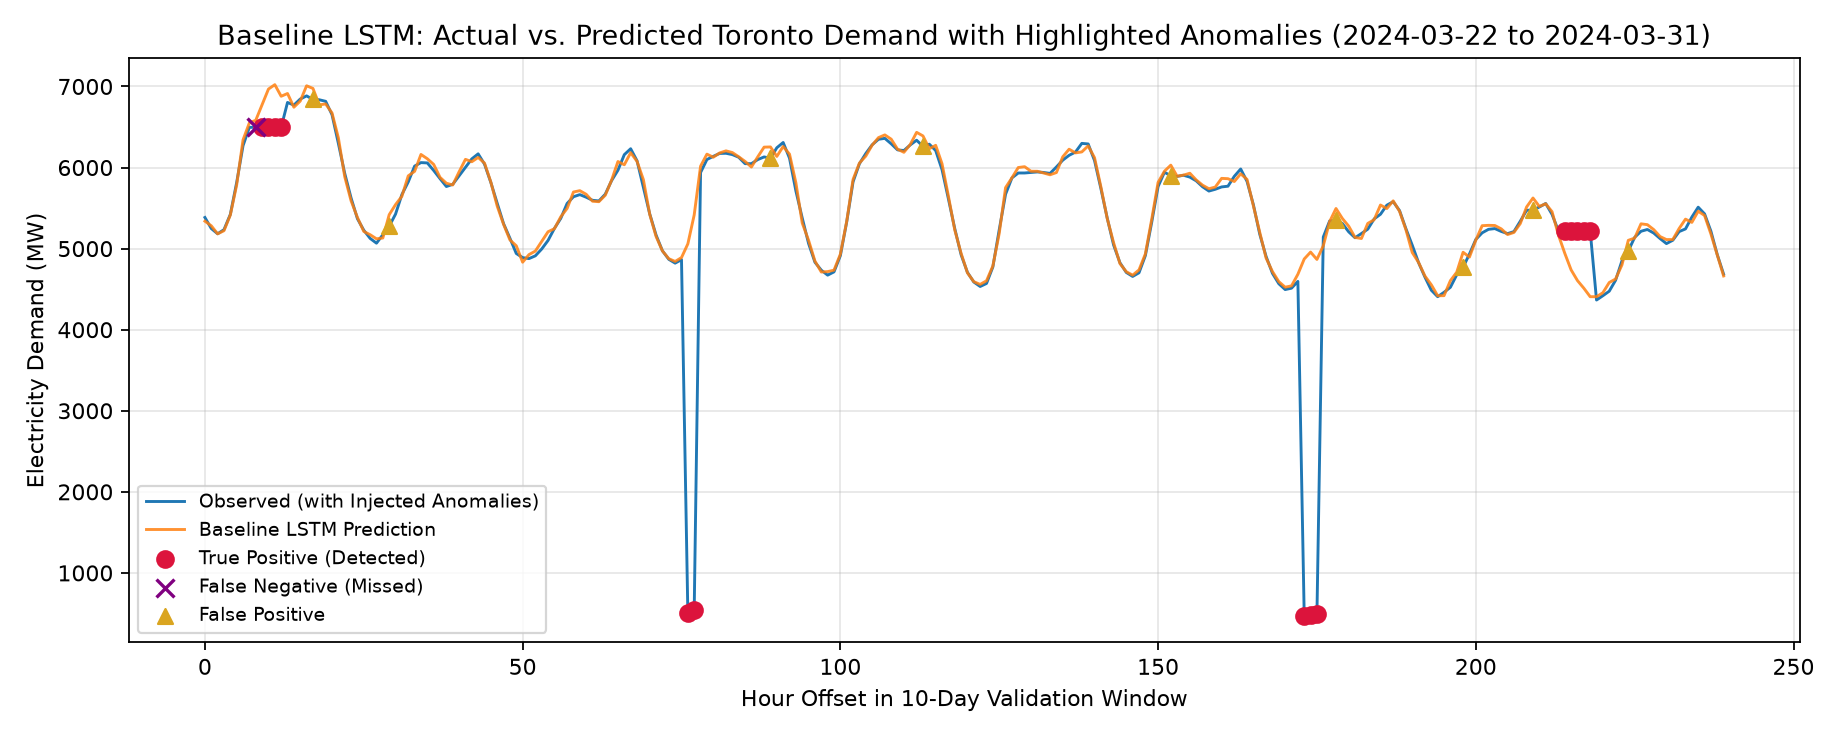 Baseline LSTM: Actual vs. Predicted Toronto Demand with Highlighted Anomalies (2024-03-22 to 2024-03-31)
Electricity Demand (MW)
7000
6000
5000
4000
3000
2000
1000
Observed (with Injected Anomalies)
Baseline LSTM Prediction
True Positive (Detected)
False Negative (Missed)
False Positive
0 50 100 150 200 250
Hour Offset in 10-Day Validation Window